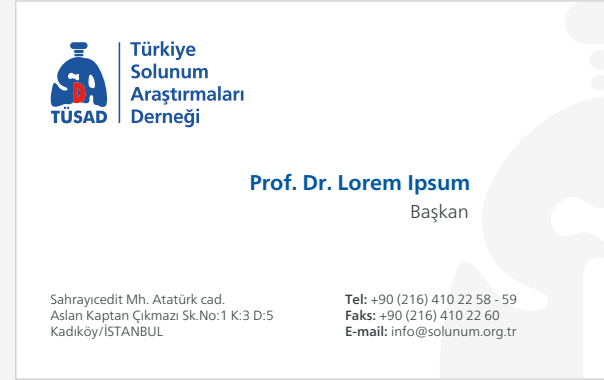 TÜSAD
Türkiye
Solunum
Araştırmaları
Derneği
Prof. Dr. Lorem Ipsum
Başkan
Sahrayıcedit Mh. Atatürk cad.
Aslan Kaptan Çıkmazı Sk.No:1 K:3 D:5
Kadıköy/İSTANBUL
Tel: +90 (216) 410 22 58 - 59
Faks: +90 (216) 410 22 60
E-mail: info@solunum.org.tr